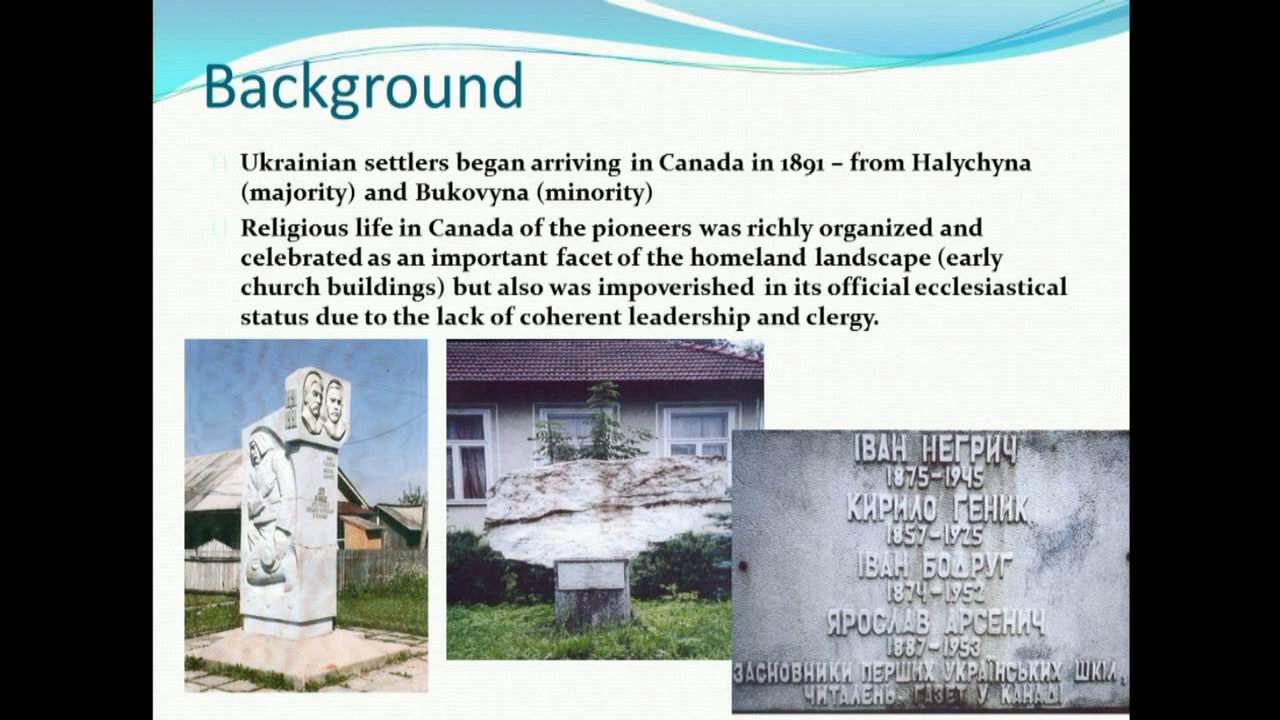 Background
Ukrainian settlers began arriving in Canada in 1891 – from Halychyna
(majority) and Bukovyna (minority)
Religious life in Canada of the pioneers was richly organized and
celebrated as an important facet of the homeland landscape (early
church buildings) but also was impoverished in its official ecclesiastical
status due to the lack of coherent leadership and clergy.
ІВАН НЕГРИЧ
1875–1945
КИРИЛО ГЕНИК
1857–1925
ІВАН БОДРУГ
1874–1952
ЯРОСЛАВ АРСЕНИЧ
1887–1953
ЗАСНОВНИКИ ПЕРШИХ УКРАЇНСЬКИХ ШКІЛ,
ЧИТАЛЕНЬ, ГАЗЕТ У КАНАДІ